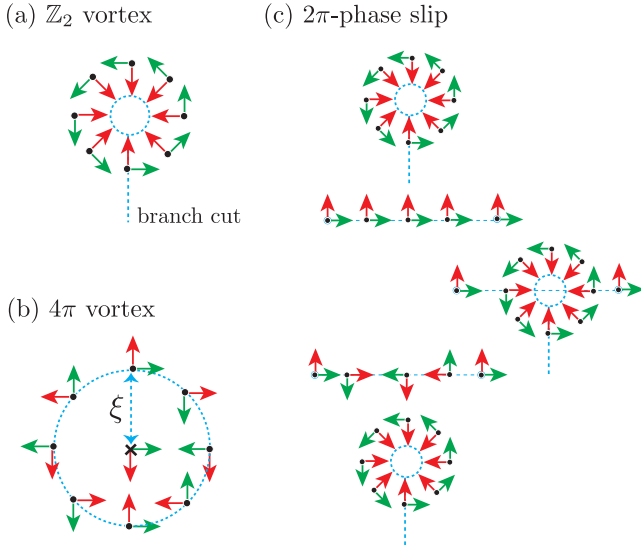 (a) ℤ₂ vortex
(c) 2π-phase slip
branch cut
(b) 4π vortex
ξ